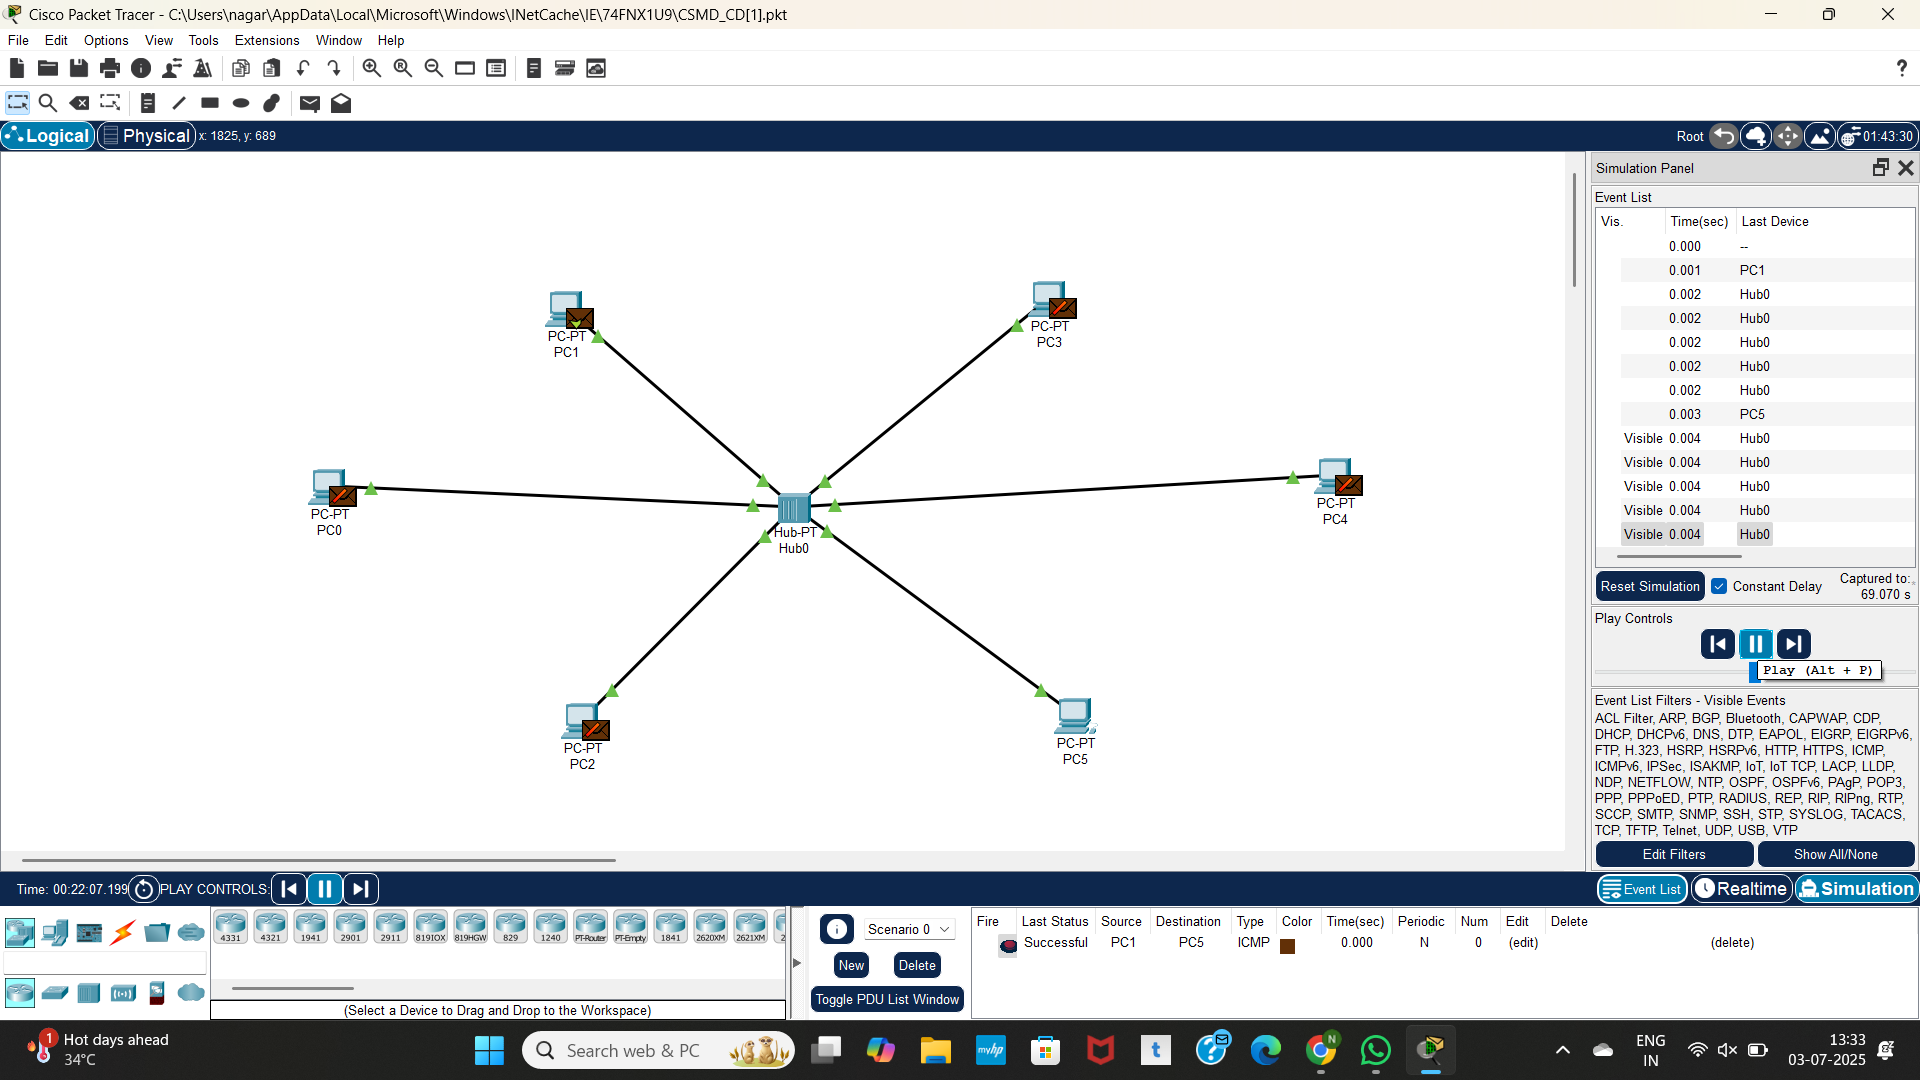 Cisco Packet Tracer - C:\Users\nagar\AppData\Local\Microsoft\Windows\INetCache\IE\74FNX1U9\CSMD_CD[1].pkt
File Edit Options View Tools Extensions Window Help
?
Logical Physical x: 1825, y: 689 Root 01:43:30
Simulation Panel
Event List
Vis. Time(sec) Last Device
0.000 --
0.001 PC1
0.002 Hub0
0.002 Hub0
0.002 Hub0
0.002 Hub0
0.002 Hub0
0.003 PC5
Visible 0.004 Hub0
Visible 0.004 Hub0
Visible 0.004 Hub0
Visible 0.004 Hub0
Visible 0.004 Hub0
PC-PT
PC1
PC-PT
PC3
PC-PT
PC0
PC-PT
PC4
Hub-PT
Hub0
PC-PT
PC2
PC-PT
PC5
Reset Simulation Constant Delay Captured to:
69.070 s
Play Controls
Play (Alt + P)
Event List Filters - Visible Events
ACL Filter, ARP, BGP, Bluetooth, CAPWAP, CDP,
DHCP, DHCPv6, DNS, DTP, EAPOL, EIGRP, EIGRPv6,
FTP, H.323, HSRP, HSRPv6, HTTP, HTTPS, ICMP,
ICMPv6, IPSec, ISAKMP, IoT, IoT TCP, LACP, LLDP,
NDP, NETFLOW, NTP, OSPF, OSPFv6, PAgP, POP3,
PPP, PPPoED, PTP, RADIUS, REP, RIP, RIPng, RTP,
SCCP, SMTP, SNMP, SSH, STP, SYSLOG, TACACS,
TCP, TFTP, Telnet, UDP, USB, VTP
Edit Filters Show All/None
Time: 00:22:07.199 PLAY CONTROLS: Event List Realtime Simulation
4331 4321 1941 2901 2911 819IOX 819HGW 829 1240 PT-Router PT-Empty 1841 2620XM 2621XM 2
(Select a Device to Drag and Drop to the Workspace)
Scenario 0
New Delete
Toggle PDU List Window
Fire Last Status Source Destination Type Color Time(sec) Periodic Num Edit Delete
Successful PC1 PC5 ICMP 0.000 N 0 (edit) (delete)
1 Hot days ahead
34°C
Search web & PC
myhp
t
N
ENG
IN
13:33
03-07-2025